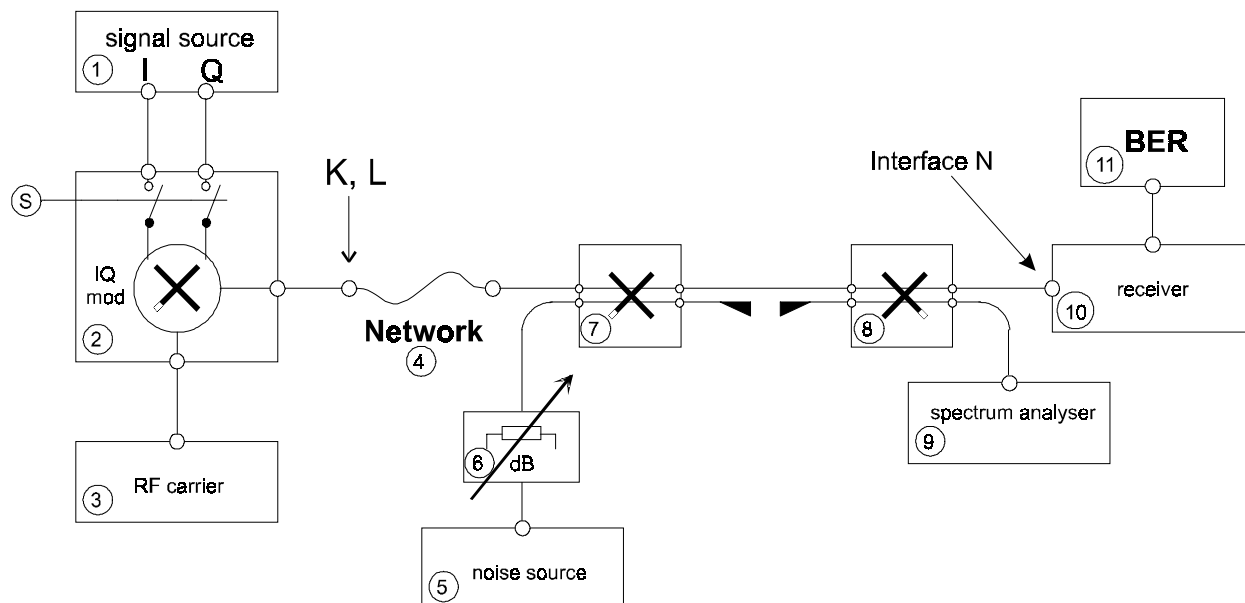 signal source
I Q
1
S
IQ
mod
2
RF carrier
3
K, L
Network
4
noise source
5
6
dB
7
8
spectrum analyser
9
Interface N
receiver
10
BER
11